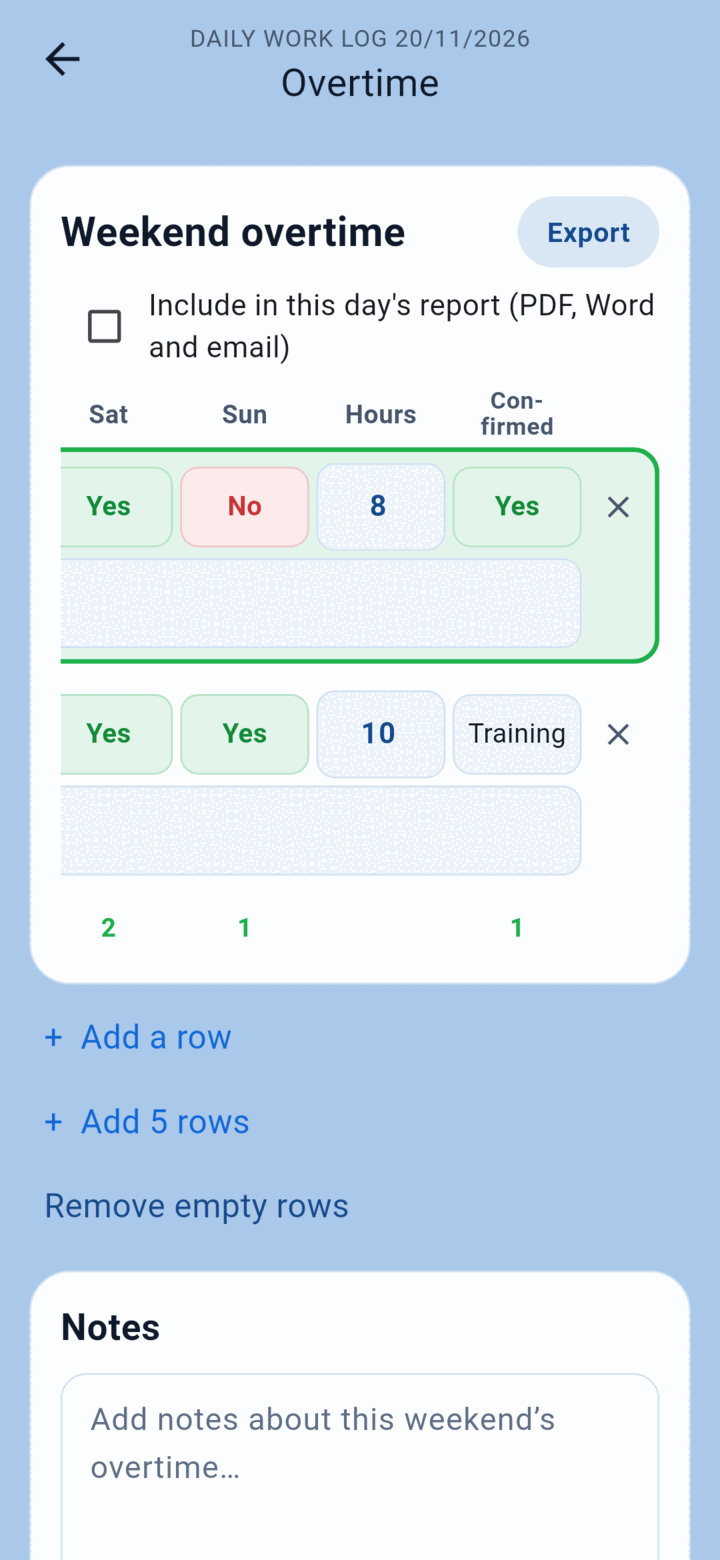 DAILY WORK LOG 20/11/2026
Overtime
Weekend overtime
Export
Include in this day's report (PDF, Word
and email)
Sat Sun Hours Con-
firmed
Yes No 8 Yes
Yes Yes 10 Training
2 1 1
+ Add a row
+ Add 5 rows
Remove empty rows
Notes
Add notes about this weekend’s
overtime…